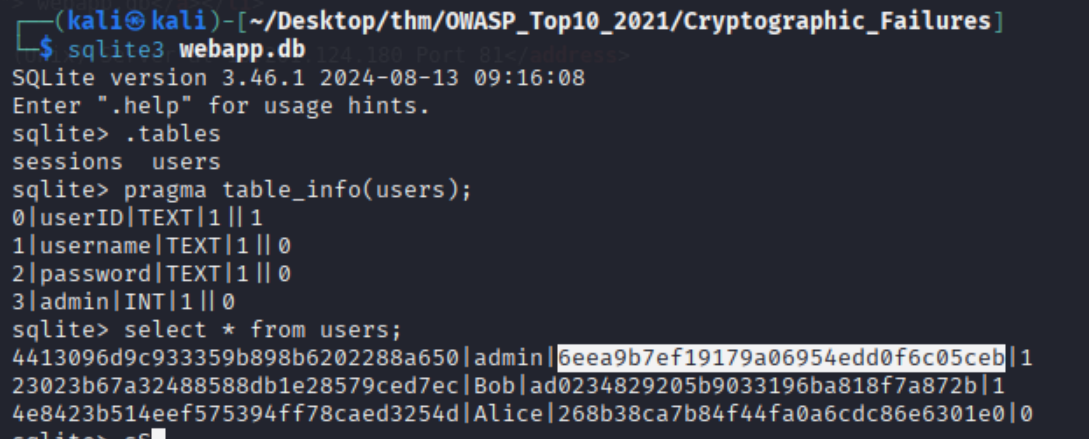 ┌──(kali㉿kali)-[~/Desktop/thm/OWASP_Top10_2021/Cryptographic_Failures]
└─$ sqlite3 webapp.db
SQLite version 3.46.1 2024-08-13 09:16:08
Enter ".help" for usage hints.
sqlite> .tables
sessions  users
sqlite> pragma table_info(users);
0|userID|TEXT|1||1
1|username|TEXT|1||0
2|password|TEXT|1||0
3|admin|INT|1||0
sqlite> select * from users;
4413096d9c933359b898b6202288a650|admin|6eea9b7ef19179a06954edd0f6c05ceb|1
23023b67a32488588db1e28579ced7ec|Bob|ad0234829205b9033196ba818f7a872b|1
4e8423b514eef575394ff78caed3254d|Alice|268b38ca7b84f44fa0a6cdc86e6301e0|0
sqlite>